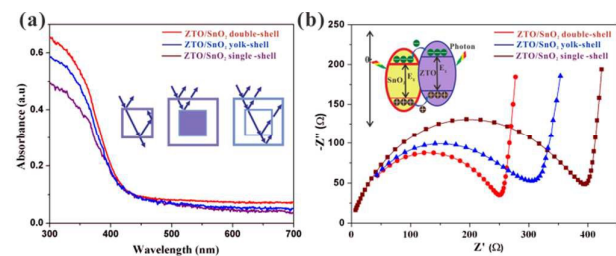 (a)
ZTO/SnO₂ double-shell
ZTO/SnO₂ yolk-shell
ZTO/SnO₂ single-shell
Absorbance (a.u)
0.6
0.4
0.2
0.0
300 400 500 600 700
Wavelength (nm)
(b)
ZTO/SnO₂ double-shell
ZTO/SnO₂ yolk-shell
ZTO/SnO₂ single-shell
Photon
SnO₂
Eg
ZTO
Eg
-Z'' (Ω)
250
200
150
100
50
0
0 100 200 300 400
Z' (Ω)